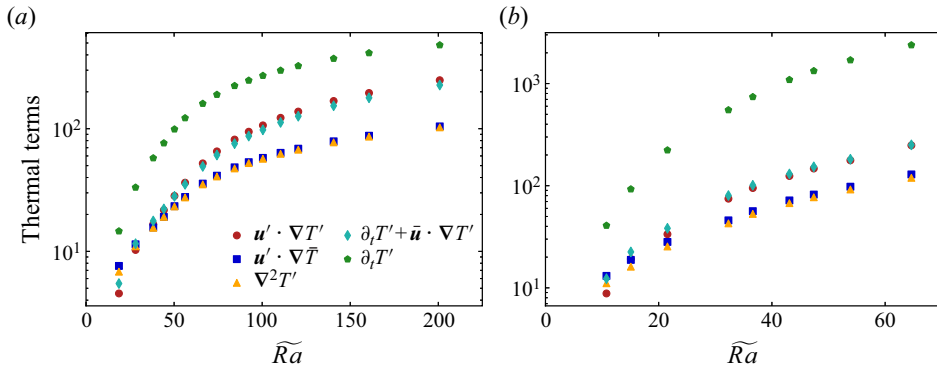 (a)
(b)
Thermal terms
10²
10¹
u′ · ∇T′
u′ · ∇T̄
∇²T′
∂ₜT′ + ū · ∇T′
∂ₜT′
0 50 100 150 200
R̃a
10³
10²
10¹
0 20 40 60
R̃a